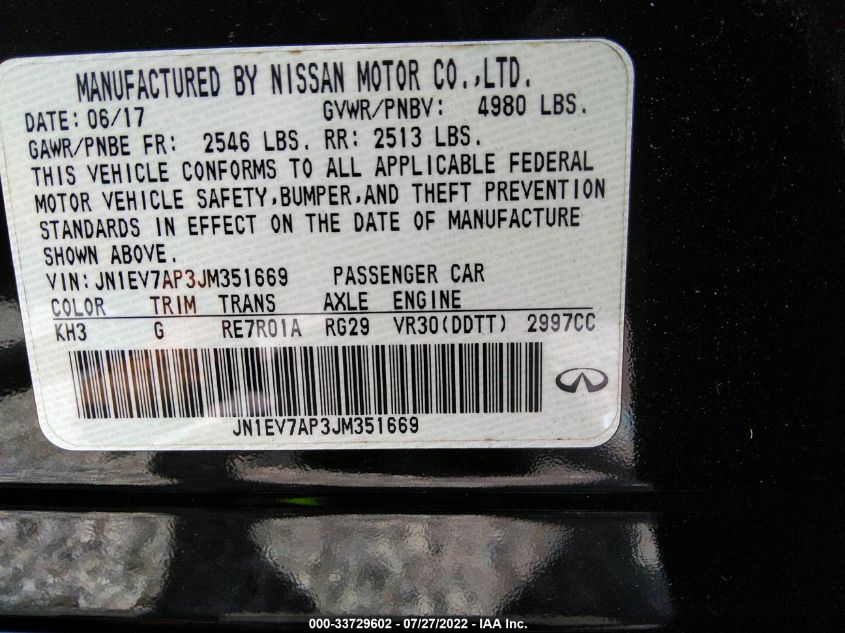 MANUFACTURED BY NISSAN MOTOR CO.,LTD.
DATE: 06/17 GVWR/PNBV: 4980 LBS.
GAWR/PNBE FR: 2546 LBS. RR: 2513 LBS.
THIS VEHICLE CONFORMS TO ALL APPLICABLE FEDERAL
MOTOR VEHICLE SAFETY,BUMPER,AND THEFT PREVENTION
STANDARDS IN EFFECT ON THE DATE OF MANUFACTURE
SHOWN ABOVE.
VIN: JN1EV7AP3JM351669 PASSENGER CAR
COLOR TRIM TRANS AXLE ENGINE
KH3 G RE7R01A RG29 VR30(DDTT) 2997CC
JN1EV7AP3JM351669
000-33729602 - 07/27/2022 - IAA Inc.